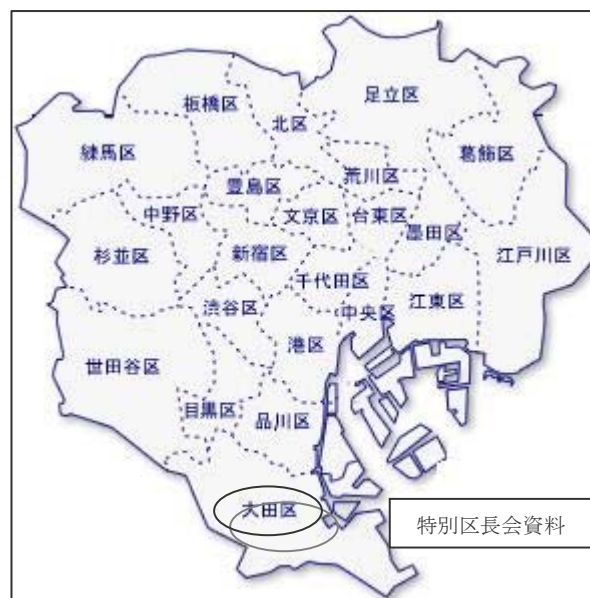 足立区
板橋区
北区
練馬区
葛飾区
荒川区
豊島区
中野区
文京区
台東区
墨田区
杉並区
新宿区
江戸川区
千代田区
渋谷区
中央区
江東区
港区
世田谷区
目黒区
品川区
大田区
特別区長会資料